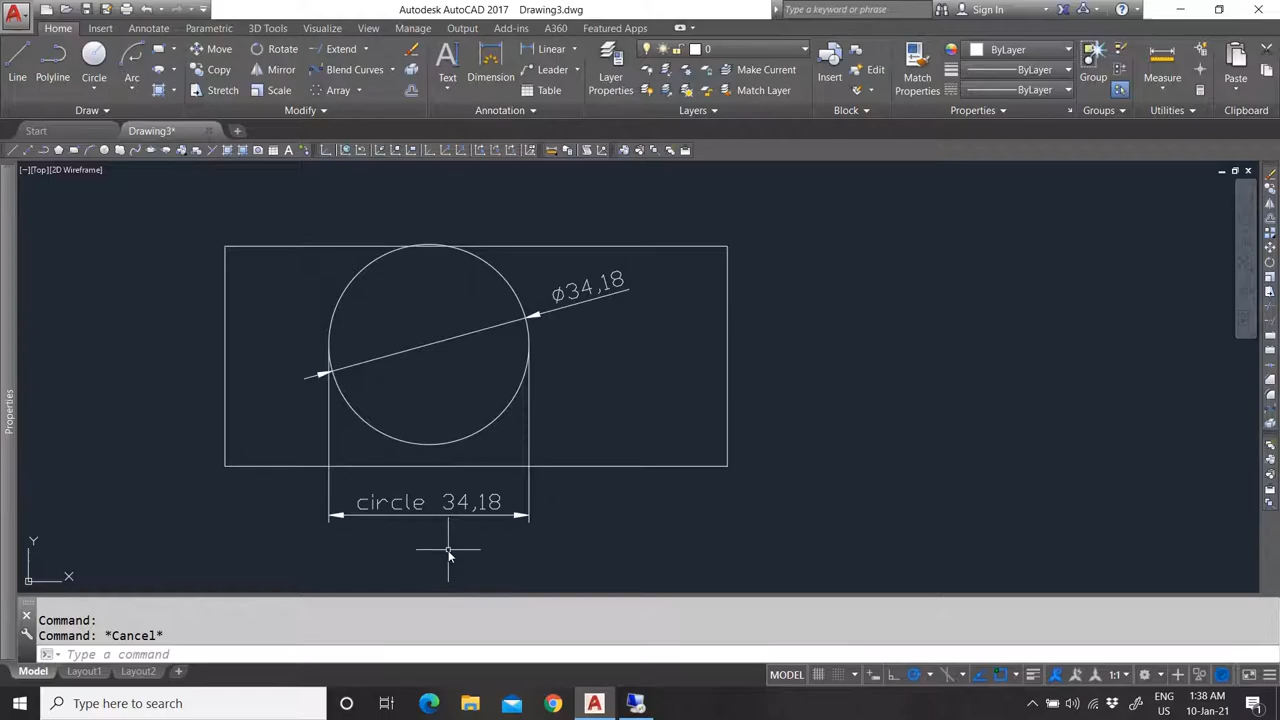 Autodesk AutoCAD 2017 Drawing3.dwg
Type a keyword or phrase
Sign In
Home Insert Annotate Parametric 3D Tools Visualize View Manage Output Add-ins A360 Featured Apps
Line Polyline Circle Arc
Draw
Move Rotate Extend
Copy Mirror Blend Curves
Stretch Scale Array
Modify
Text Dimension
Linear
Leader
Table
Annotation
Layer Properties
0
Make Current
Match Layer
Layers
Insert
Edit
Block
Match Properties
ByLayer
ByLayer
ByLayer
Properties
Group
Groups
Measure
Utilities
Paste
Clipboard
Start Drawing3*
[−][Top][2D Wireframe]
ø34,18
circle 34,18
Y
X
Properties
Command:
Command: *Cancel*
Type a command
Model Layout1 Layout2
MODEL 1:1
Type here to search
ENG
US
1:38 AM
10-Jan-21
1